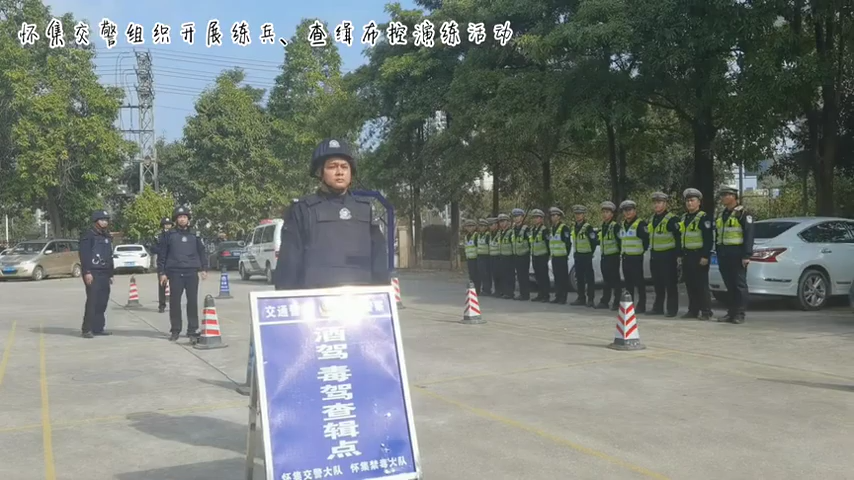 怀集交警组织开展练兵、查缉布控演练活动
交通警
酒驾 毒驾查辑点
怀集交警大队 怀集禁毒大队